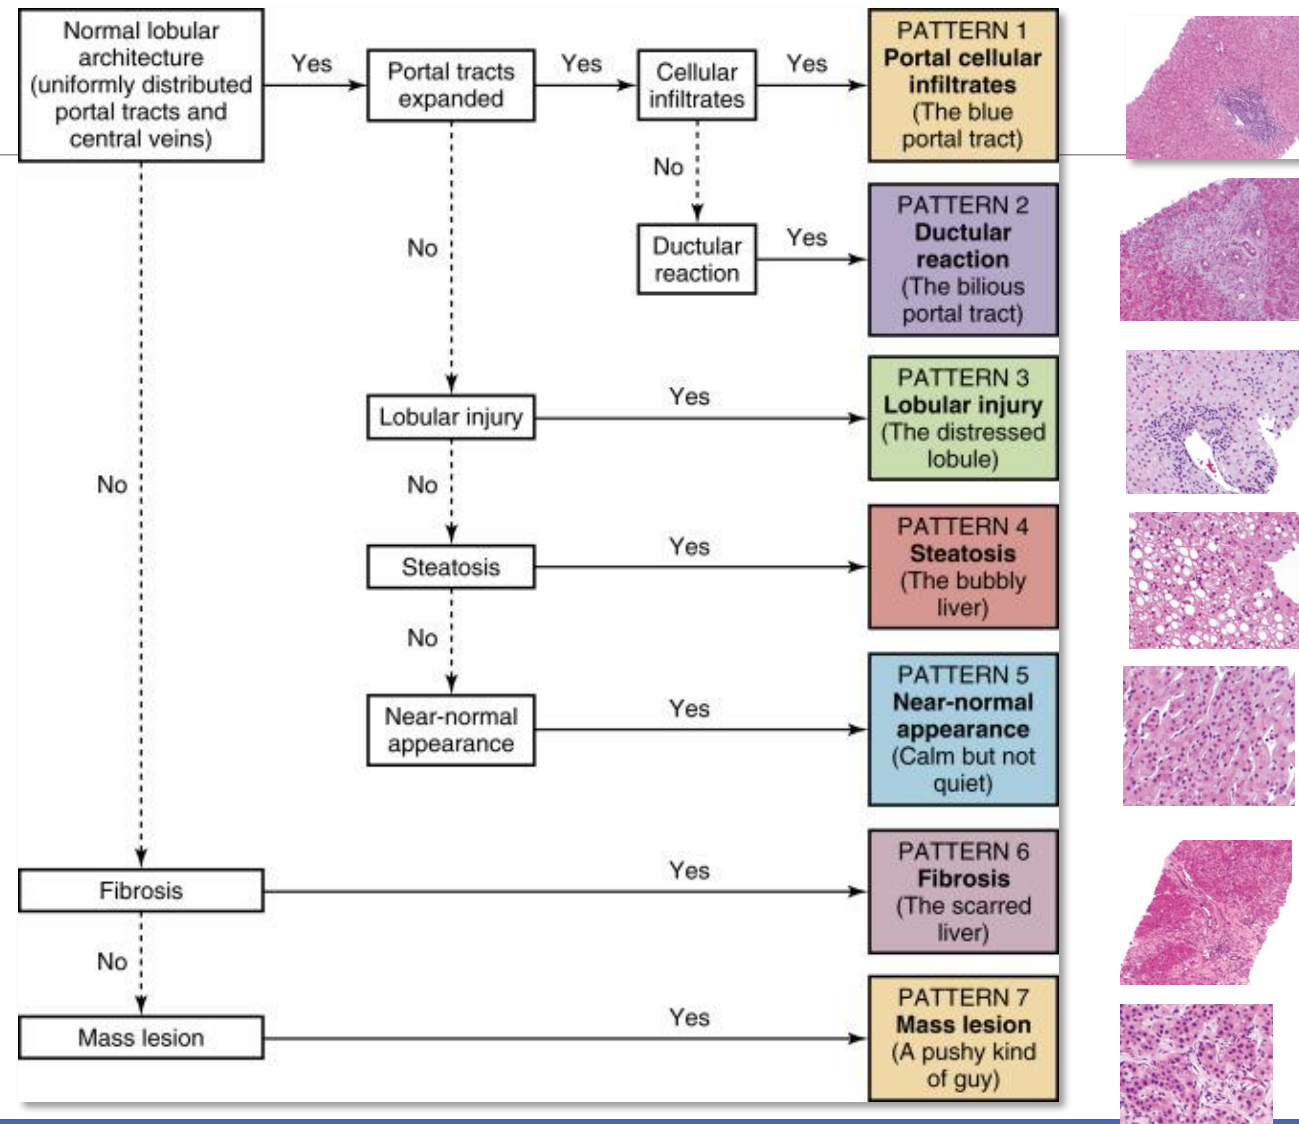 Normal lobular
architecture
(uniformly distributed
portal tracts and
central veins)
Yes
Portal tracts
expanded
Yes
Cellular
infiltrates
Yes
PATTERN 1
Portal cellular
infiltrates
(The blue
portal tract)
No
Ductular
reaction
Yes
PATTERN 2
Ductular
reaction
(The bilious
portal tract)
No
Lobular injury
Yes
PATTERN 3
Lobular injury
(The distressed
lobule)
No
Steatosis
Yes
PATTERN 4
Steatosis
(The bubbly
liver)
No
Near-normal
appearance
Yes
PATTERN 5
Near-normal
appearance
(Calm but not
quiet)
No
Fibrosis
Yes
PATTERN 6
Fibrosis
(The scarred
liver)
No
Mass lesion
Yes
PATTERN 7
Mass lesion
(A pushy kind
of guy)